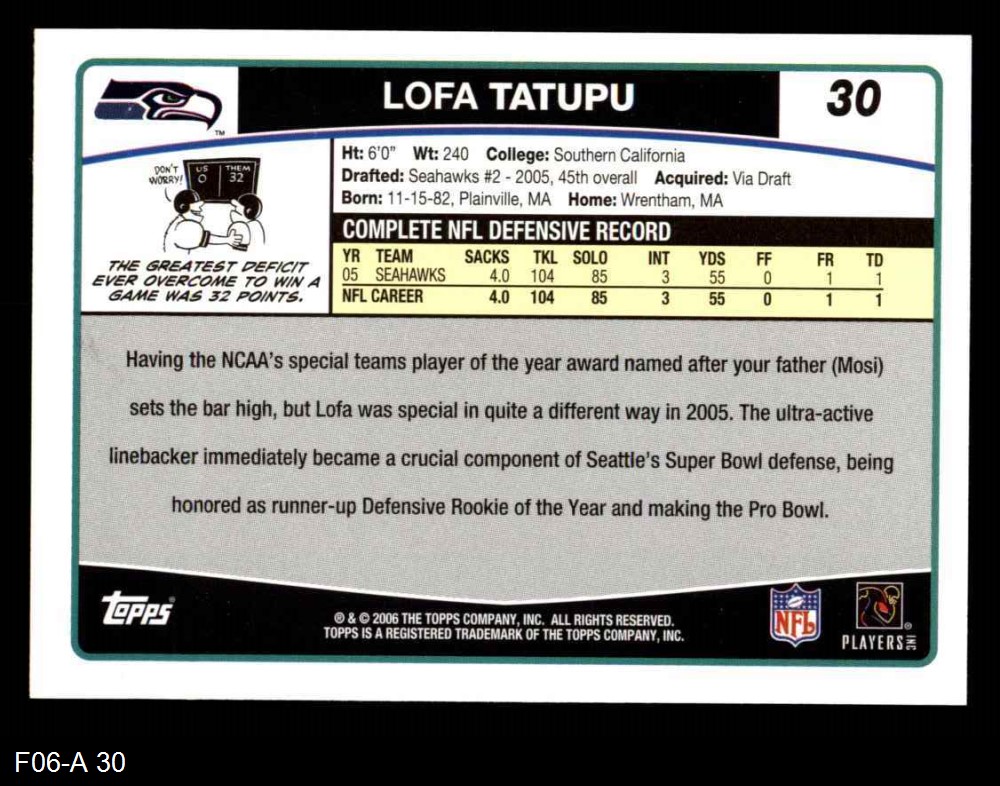 LOFA TATUPU
30
TM
DON'T
WORRY!
US THEM
0 32
THE GREATEST DEFICIT
EVER OVERCOME TO WIN A
GAME WAS 32 POINTS.
Ht: 6'0" Wt: 240 College: Southern California
Drafted: Seahawks #2 - 2005, 45th overall Acquired: Via Draft
Born: 11-15-82, Plainville, MA Home: Wrentham, MA
COMPLETE NFL DEFENSIVE RECORD
YR TEAM SACKS TKL SOLO INT YDS FF FR TD
05 SEAHAWKS 4.0 104 85 3 55 0 1 1
NFL CAREER 4.0 104 85 3 55 0 1 1
Having the NCAA's special teams player of the year award named after your father (Mosi)
sets the bar high, but Lofa was special in quite a different way in 2005. The ultra-active
linebacker immediately became a crucial component of Seattle's Super Bowl defense, being
honored as runner-up Defensive Rookie of the Year and making the Pro Bowl.
Topps®
® & © 2006 THE TOPPS COMPANY, INC. ALL RIGHTS RESERVED.
TOPPS IS A REGISTERED TRADEMARK OF THE TOPPS COMPANY, INC.
NFL
®
PLAYERS INC
F06-A 30